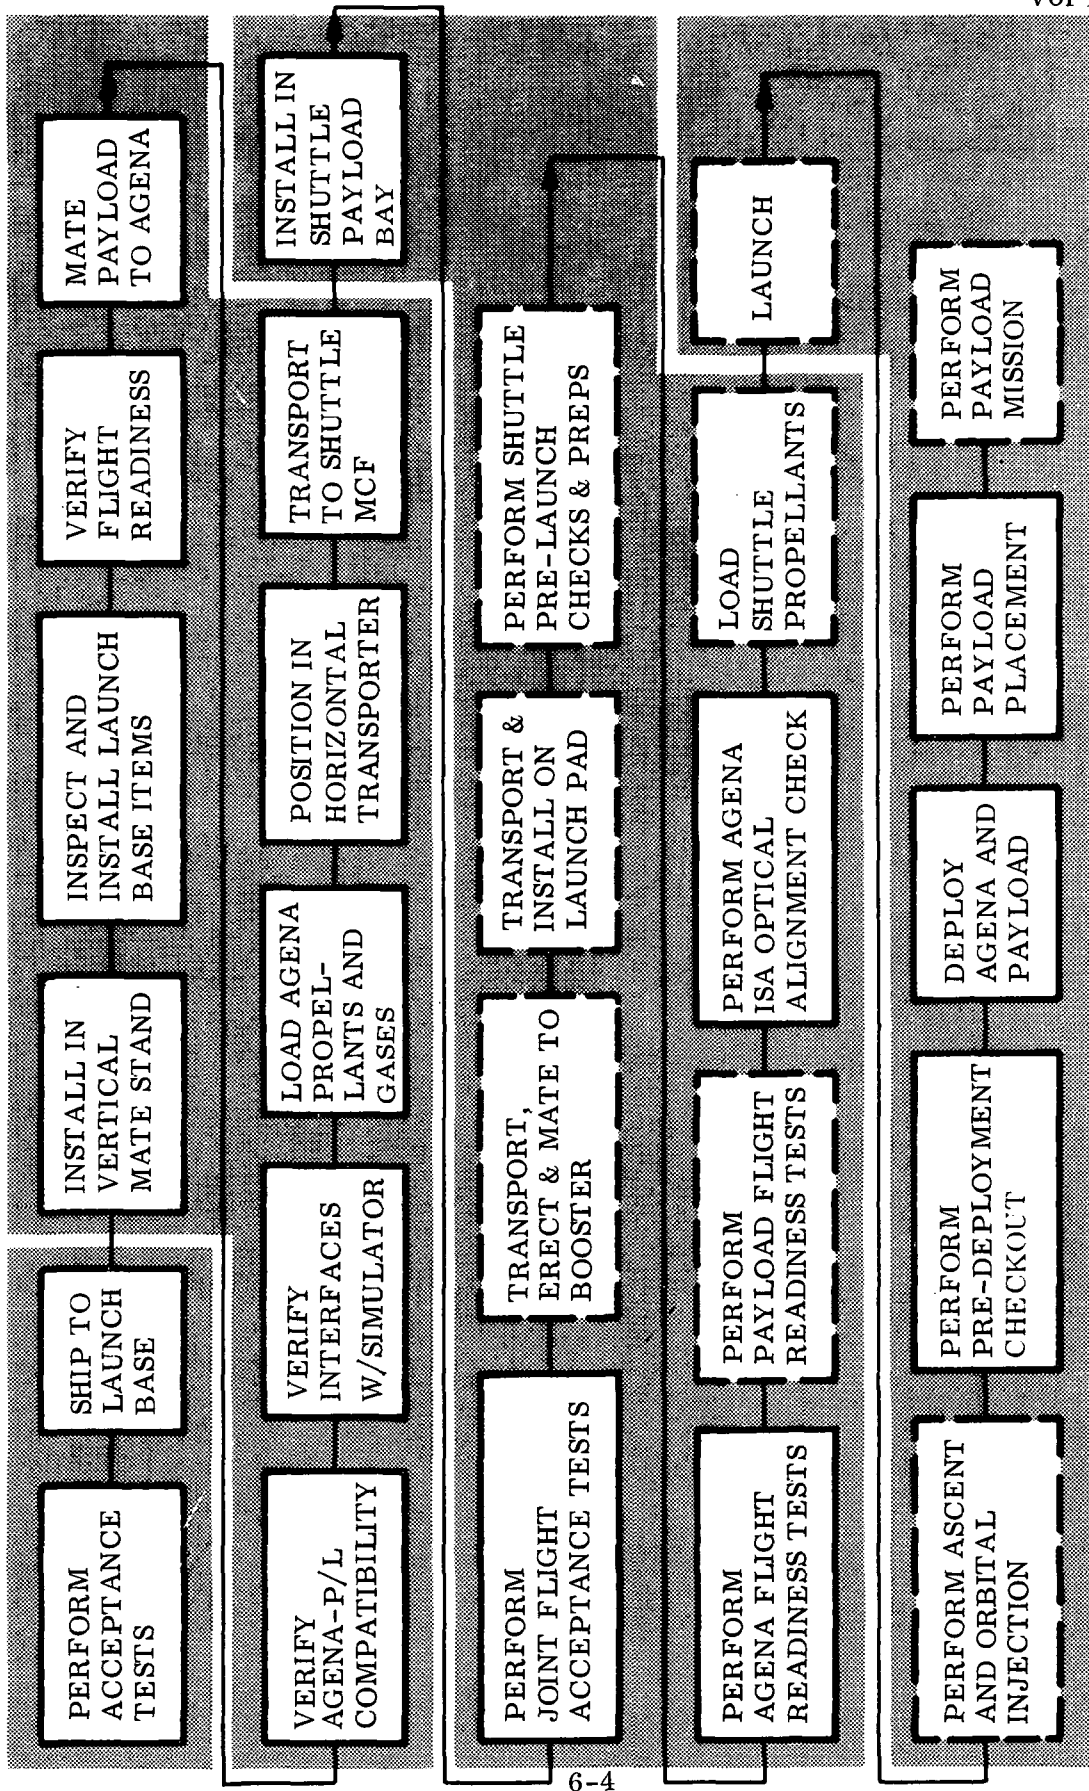 PERFORM
ACCEPTANCE
TESTS
SHIP TO
LAUNCH
BASE
INSTALL IN
VERTICAL
MATE STAND
INSPECT AND
INSTALL LAUNCH
BASE ITEMS
VERIFY
FLIGHT
READINESS
MATE
PAYLOAD
TO AGENA
VERIFY
AGENA-P/L
COMPATIBILITY
VERIFY
INTERFACES
W/SIMULATOR
LOAD AGENA
PROPEL-
LANTS AND
GASES
POSITION IN
HORIZONTAL
TRANSPORTER
TRANSPORT
TO SHUTTLE
MCF
INSTALL IN
SHUTTLE
PAYLOAD
BAY
PERFORM
JOINT FLIGHT
ACCEPTANCE TESTS
TRANSPORT,
ERECT & MATE TO
BOOSTER
TRANSPORT &
INSTALL ON
LAUNCH PAD
PERFORM SHUTTLE
PRE-LAUNCH
CHECKS & PREPS
PERFORM
AGENA FLIGHT
READINESS TESTS
PERFORM
PAYLOAD FLIGHT
READINESS TESTS
PERFORM AGENA
ISA OPTICAL
ALIGNMENT CHECK
LOAD
SHUTTLE
PROPELLANTS
LAUNCH
PERFORM ASCENT
AND ORBITAL
INJECTION
PERFORM
PRE-DEPLOYMENT
CHECKOUT
DEPLOY
AGENA AND
PAYLOAD
PERFORM
PAYLOAD
PLACEMENT
PERFORM
PAYLOAD
MISSION
6-4